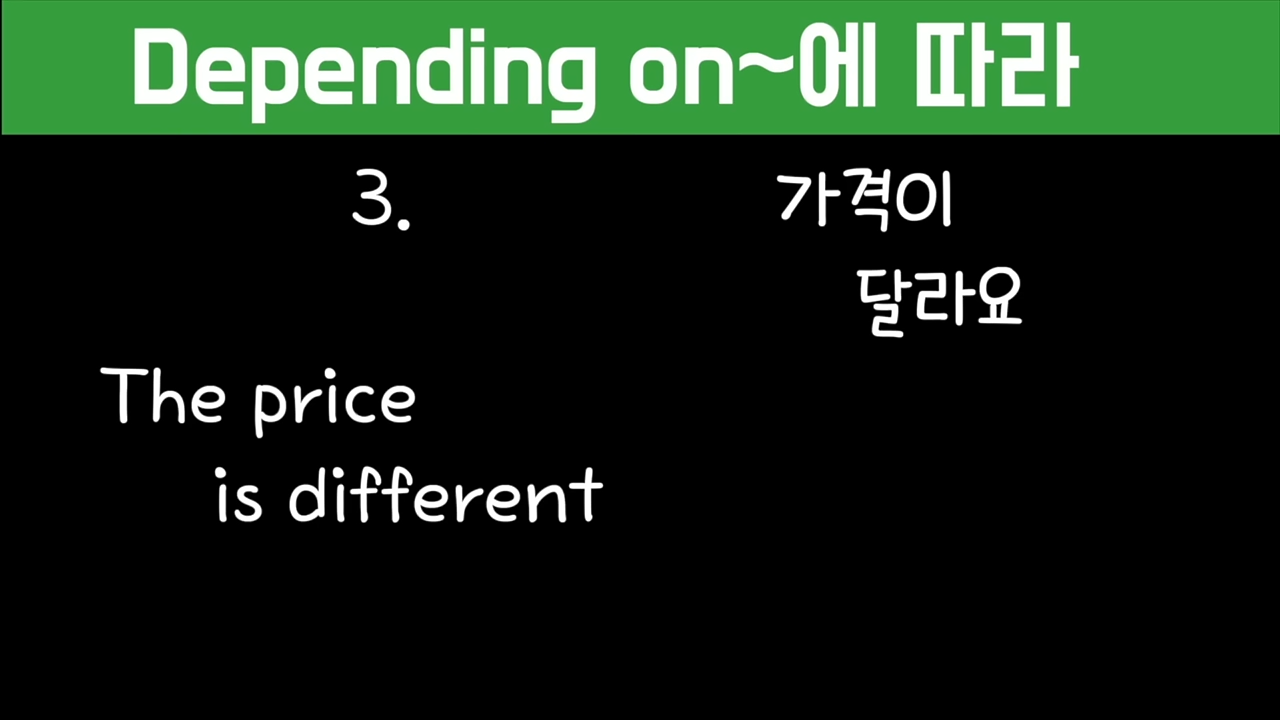 Depending on~에 따라
3. 가격이
달라요
The price
is different